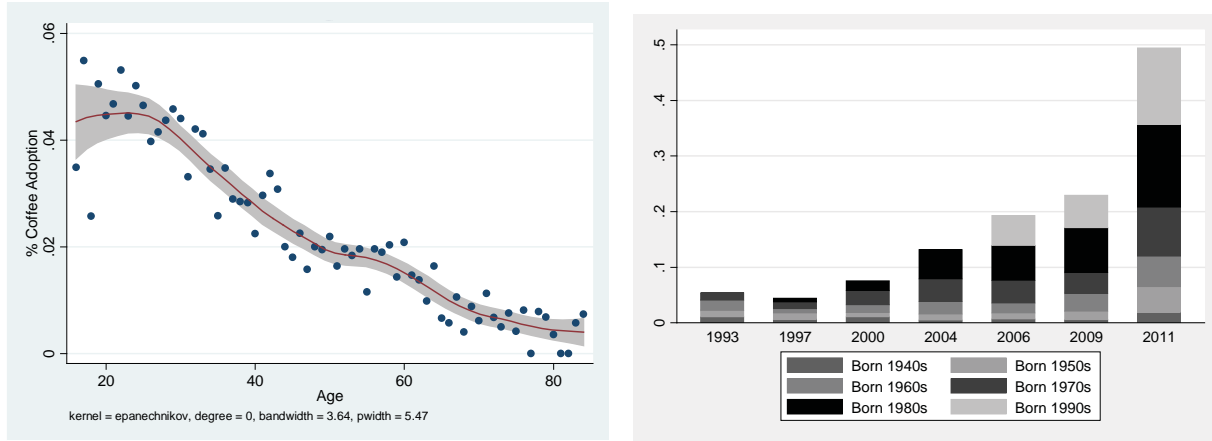 % Coffee Adoption
.06
.04
.02
0
20 40 60 80
Age
kernel = epanechnikov, degree = 0, bandwidth = 3.64, pwidth = 5.47
.5
.4
.3
.2
.1
0
1993 1997 2000 2004 2006 2009 2011
Born 1940s Born 1950s
Born 1960s Born 1970s
Born 1980s Born 1990s